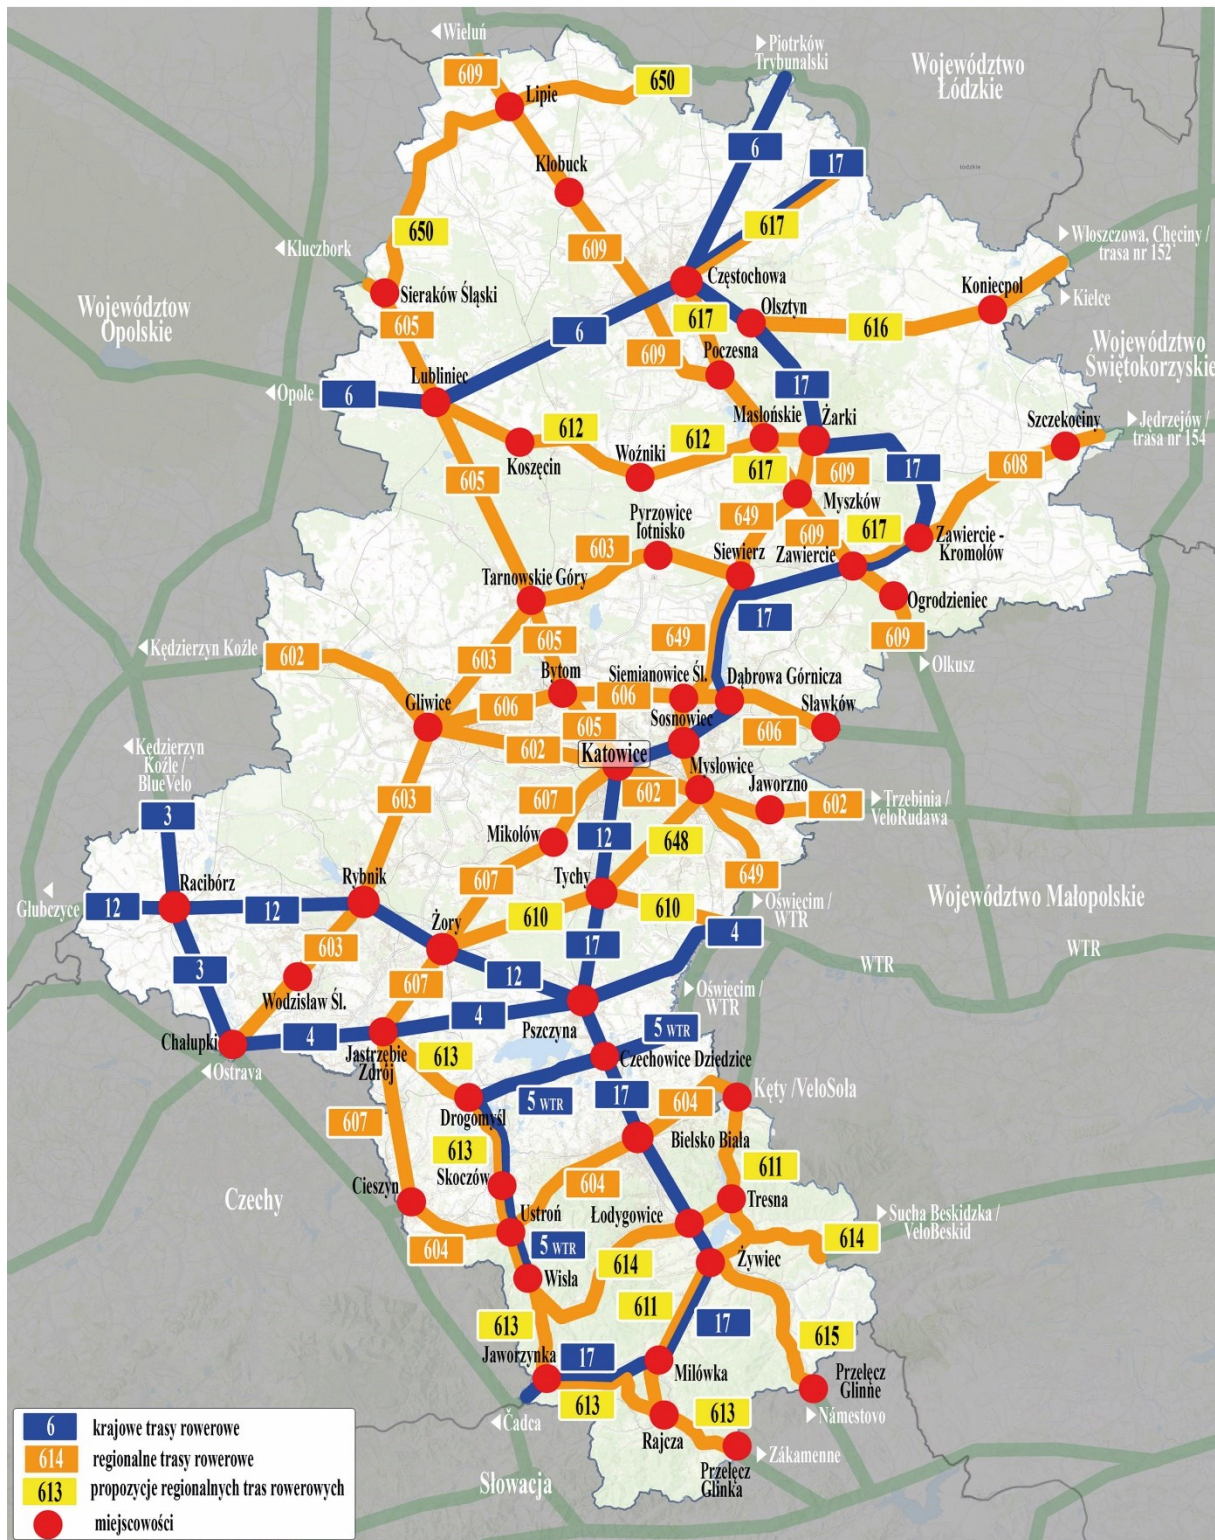 Wieluń
Piotrków
Trybunalski
Województwo
Łódzkie
609
650
Lipie
6
17
Kłobuck
łódzkie
650
617
Włoszczowa, Chęciny /
trasa nr 152
Kluczbork
609
Częstochowa
Koniecpol
Kielce
Sieraków Śląski
Olsztyn
Województow
Opolskie
605
6
617
616
Województwo
Świętokorzyskie
609
Poczesna
Lubliniec
17
Opole
6
Masłońskie
Żarki
Szczekociny
Jędrzejów /
trasa nr 154
612
612
Koszęcin
Woźniki
617
609
17
608
605
Myszków
Pyrzowice
lotnisko
649
609
617
Zawiercie -
Kromołów
603
Siewierz
Zawiercie
Tarnowskie Góry
Ogrodzieniec
17
605
649
609
Kędzierzyn Koźle
602
603
Olkusz
Bytom
Siemianowice Śl.
Dąbrowa Górnicza
Gliwice
606
606
Sławków
605
Sosnowiec
606
602
Katowice
Kędzierzyn
Koźle /
BlueVelo
Mysłowice
Jaworzno
603
607
602
602
Trzebinia /
VeloRudawa
3
12
Mikołów
648
Rybnik
Tychy
649
Racibórz
607
Województwo Małopolskie
Głubczyce
12
12
Żory
610
610
Oświęcim /
WTR
4
603
17
WTR
WTR
3
607
12
Wodzisław Śl.
Oświęcim /
WTR
Pszczyna
Chałupki
4
4
5 WTR
Jastrzębie
Zdrój
613
Czechowice Dziedzice
Ostrava
Kęty /VeloSoła
5 WTR
17
604
Drogomyśl
607
Bielsko Biała
613
Skoczów
611
Czechy
Cieszyn
604
Tresna
Ustroń
Łodygowice
Sucha Beskidzka /
VeloBeskid
604
5 WTR
614
614
Żywiec
Wisła
611
613
17
615
Jaworzynka
17
Milówka
Przełęcz
Glinne
613
613
Čadca
Námestovo
Rajcza
Zákamenne
Przełęcz
Glinka
Słowacja
6
krajowe trasy rowerowe
614
regionalne trasy rowerowe
613
propozycje regionalnych tras rowerowych
miejscowości